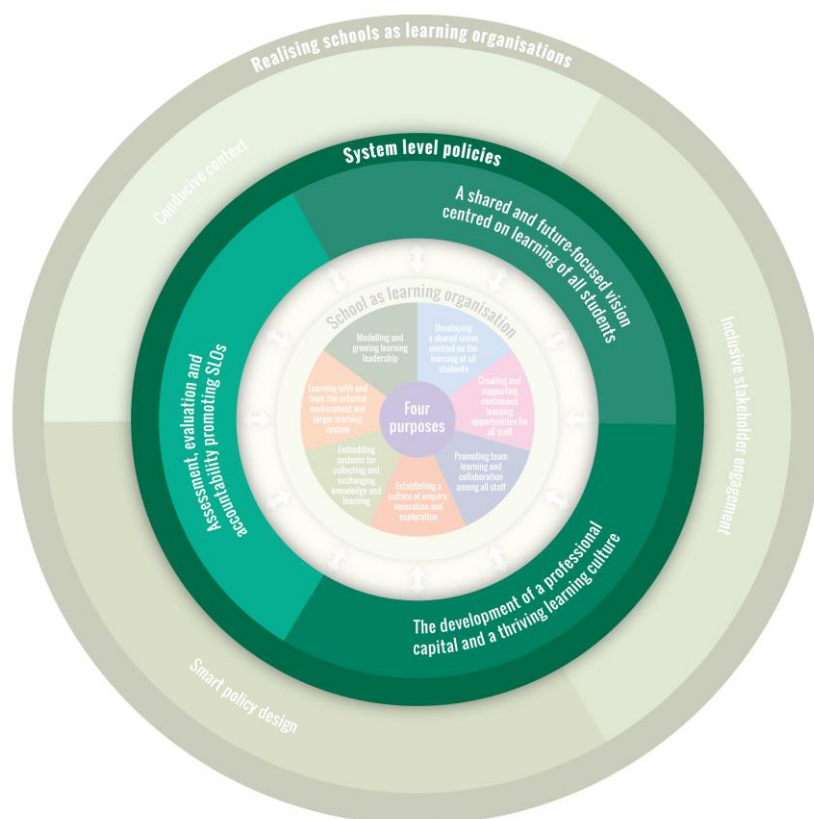 Realising schools as learning organisations
Conducive context
System level policies
A shared and future-focused vision
centred on learning of all students
Inclusive stakeholder engagement
Assessment, evaluation and
accountability promoting SLOs
School as learning organisation
Modelling and
growing learning
leadership
Developing
a shared vision
centred on the
learning of all
students
Learning with and
from the external
environment and
larger learning
system
Creating and
supporting
continuous
learning
opportunities for
all staff
Four
purposes
Embedding
systems for
collecting and
exchanging
knowledge and
learning
Promoting team
learning and
collaboration
among all staff
Establishing a
culture of enquiry,
innovation and
exploration
The development of a professional
capital and a thriving learning culture
Smart policy design